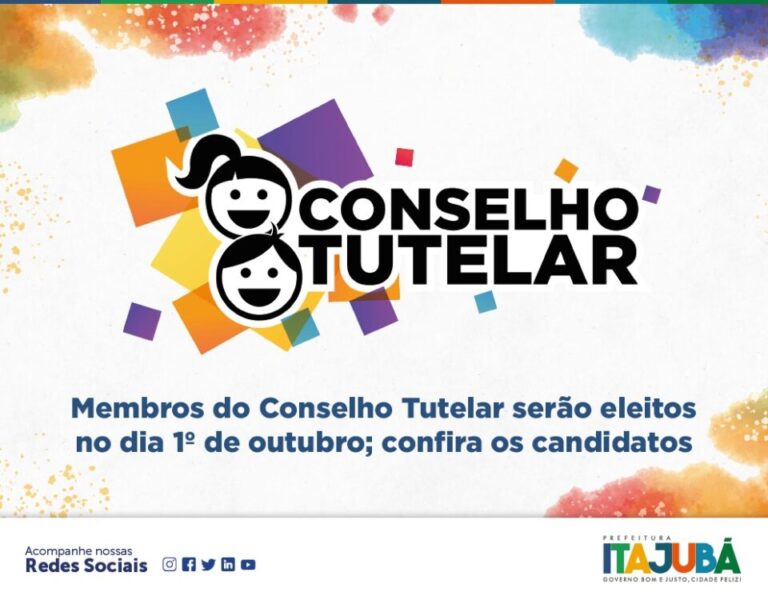 CONSELHO
TUTELAR
Membros do Conselho Tutelar serão eleitos
no dia 1º de outubro; confira os candidatos
Acompanhe nossas
Redes Sociais
PREFEITURA
ITAJUBÁ
GOVERNO BOM E JUSTO, CIDADE FELIZ!